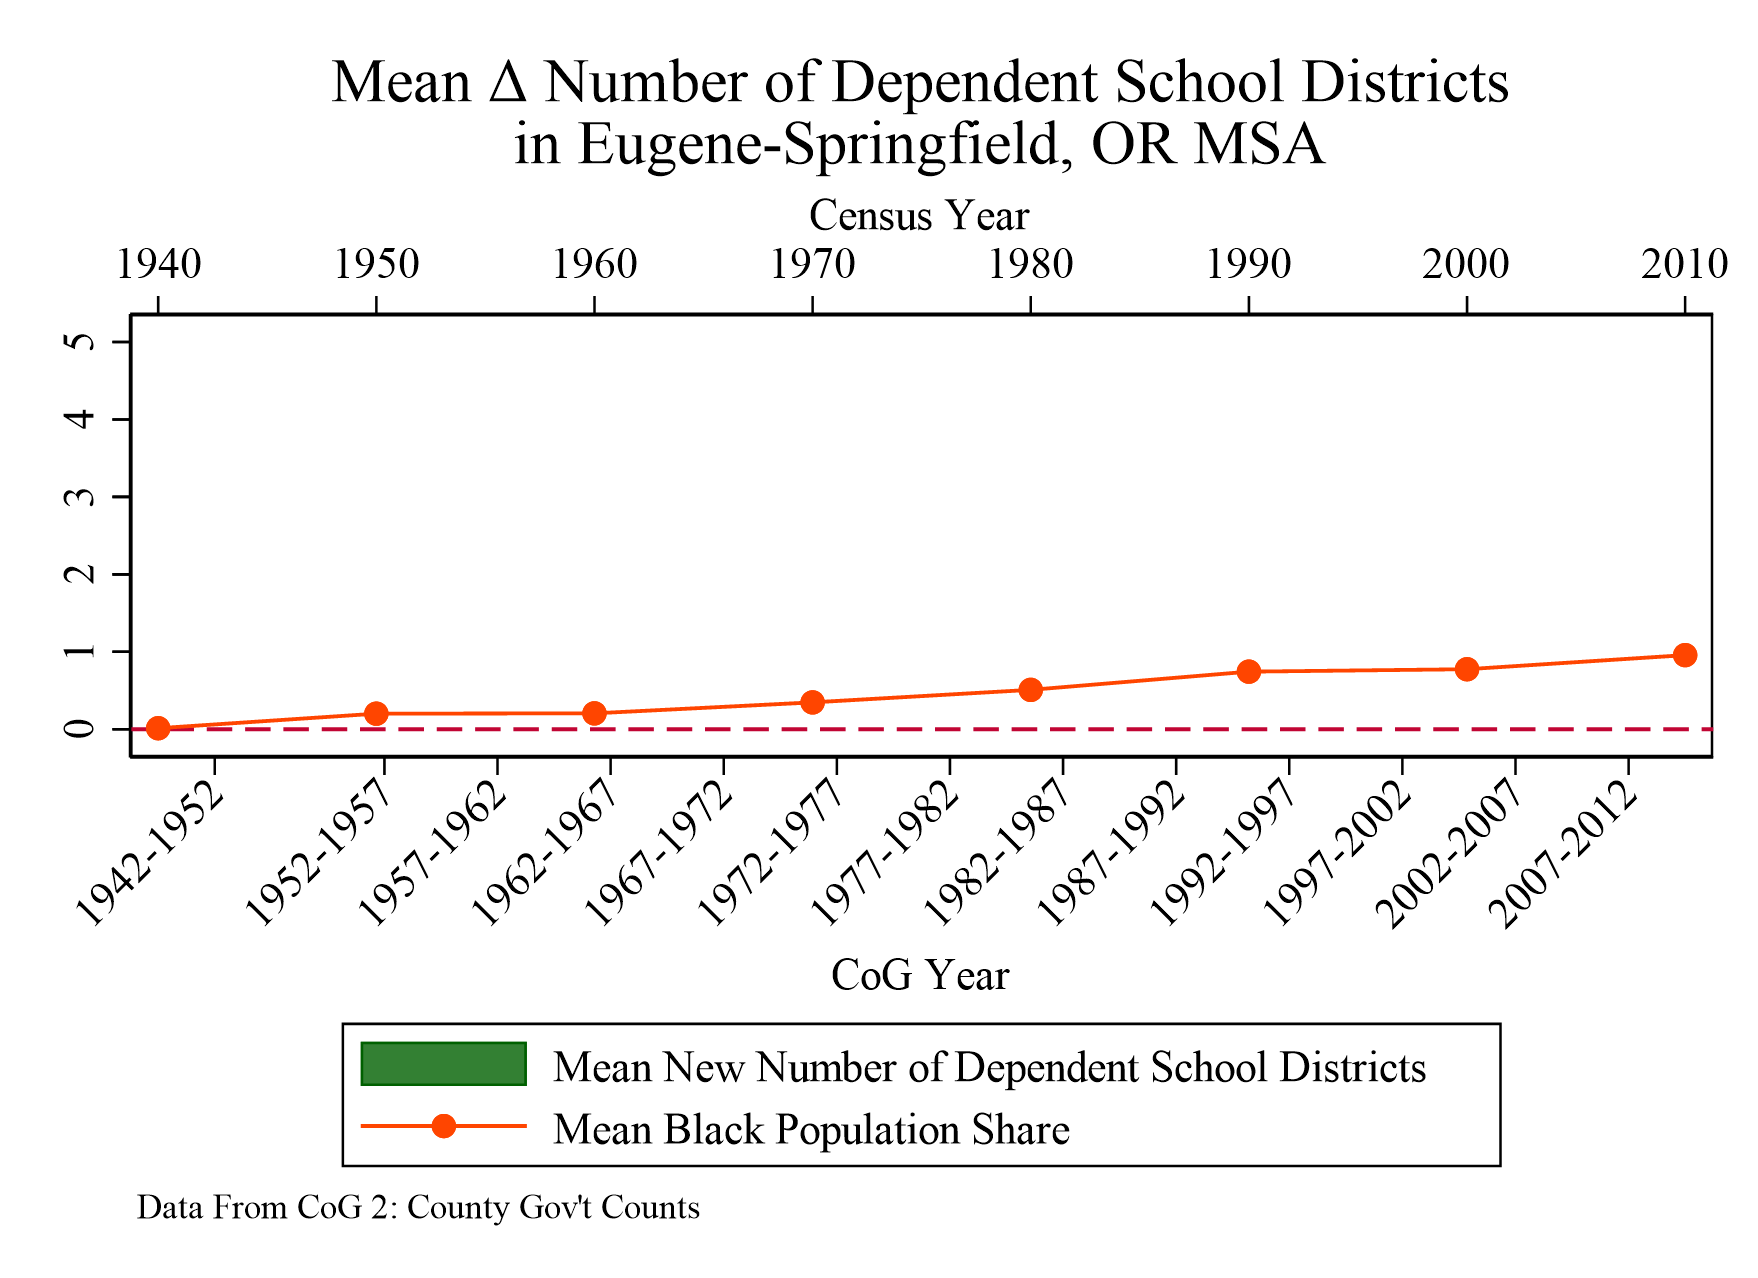 Mean Δ Number of Dependent School Districts
in Eugene-Springfield, OR MSA
Census Year
1940 1950 1960 1970 1980 1990 2000 2010
5
4
3
2
1
0
1942-1952 1952-1957 1957-1962 1962-1967 1967-1972 1972-1977 1977-1982 1982-1987 1987-1992 1992-1997 1997-2002 2002-2007 2007-2012
CoG Year
Mean New Number of Dependent School Districts
Mean Black Population Share
Data From CoG 2: County Gov't Counts